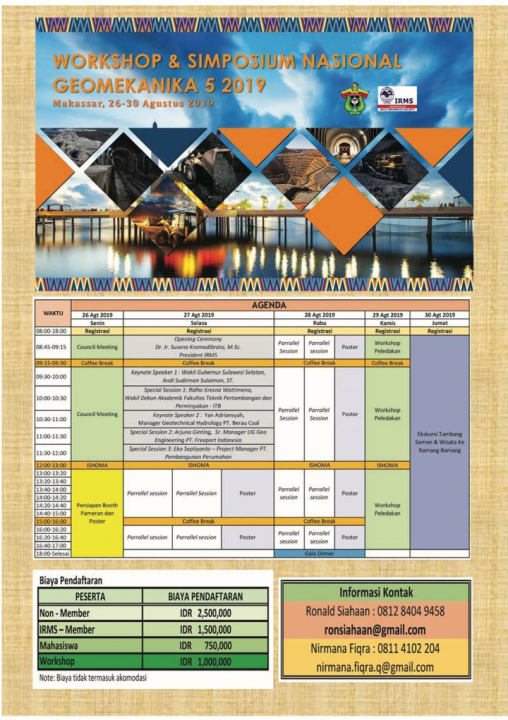 WORKSHOP & SIMPOSIUM NASIONAL
GEOMEKANIKA 5 2019
Makassar, 26-30 Agustus 2019
IRMS
AGENDA
WAKTU
26 Agt 2019
27 Agt 2019
28 Agt 2019
29 Agt 2019
30 Agt 2019
Senin
Selasa
Rabu
Kamis
Jumat
08:00-18:00
Registrasi
Registrasi
Registrasi
Registrasi
Registrasi
08:45-09:15
Council Meeting
Opening Ceremony:
Dr. Ir. Suseno Kramadibrata, M.Sc.
President IRMS
Parrallel
Session
Parrallel
session
Poster
Workshop
Peledakan
09:15-09:30
Coffee Break
Coffee Break
Coffee Break
Coffee Break
09:30-10:00
Keynote Speaker 1 : Wakil Gubernur Sulawesi Selatan,
Andi Sudirman Sulaiman, ST.
10:00-10:30
Special Session 1: Ridho Kresna Wattimena,
Wakil Dekan Akademik Fakultas Teknik Pertambangan dan
Perminyakan - ITB
10:30-11:00
Keynote Speaker 2 : Yan Adriansyah,
Manager Geotechnical Hydrology PT. Berau Coal
11:00-11:30
Special Session 2: Arjuna Ginting, Sr. Manager UG Geo
Engineering PT. Freeport Indonesia
11:30-12:00
Special Session 3: Eko Septiyanto – Project Manager PT.
Pembangunan Perumahan
Council Meeting
Parrallel
session
Parrallel
session
Poster
Workshop
Peledakan
Ekskursi Tambang
Semen & Wisata Ke
Ramang Ramang
12:00-13:00
ISHOMA
ISHOMA
ISHOMA
ISHOMA
13:00-13:20
13:20-13:40
13:40-14:00
14:00-14:20
14:20-14:40
14:40-15:00
Persiapan Booth
Pameran dan
Poster
Parrallel session
Parrallel Session
Poster
Parrallel
session
Parrallel
session
Poster
Workshop
Peledakan
15:00-16:00
Coffee Break
Coffee Break
16:00-16:20
16:20-16:40
16:40-17:00
Parrallel session
Parrallel session
Poster
Parrallel
session
Parrallel
session
Poster
18:00-Selesai
Gala Dinner
Biaya Pendaftaran
PESERTA
BIAYA PENDAFTARAN
Non - Member
IDR 2,500,000
IRMS – Member
IDR 1,500,000
Mahasiswa
IDR 750,000
Workshop
IDR 1,000,000
Note: Biaya tidak termasuk akomodasi
Informasi Kontak
Ronald Siahaan : 0812 8404 9458
ronsiahaan@gmail.com
Nirmana Fiqra : 0811 4102 204
nirmana.fiqra.q@gmail.com